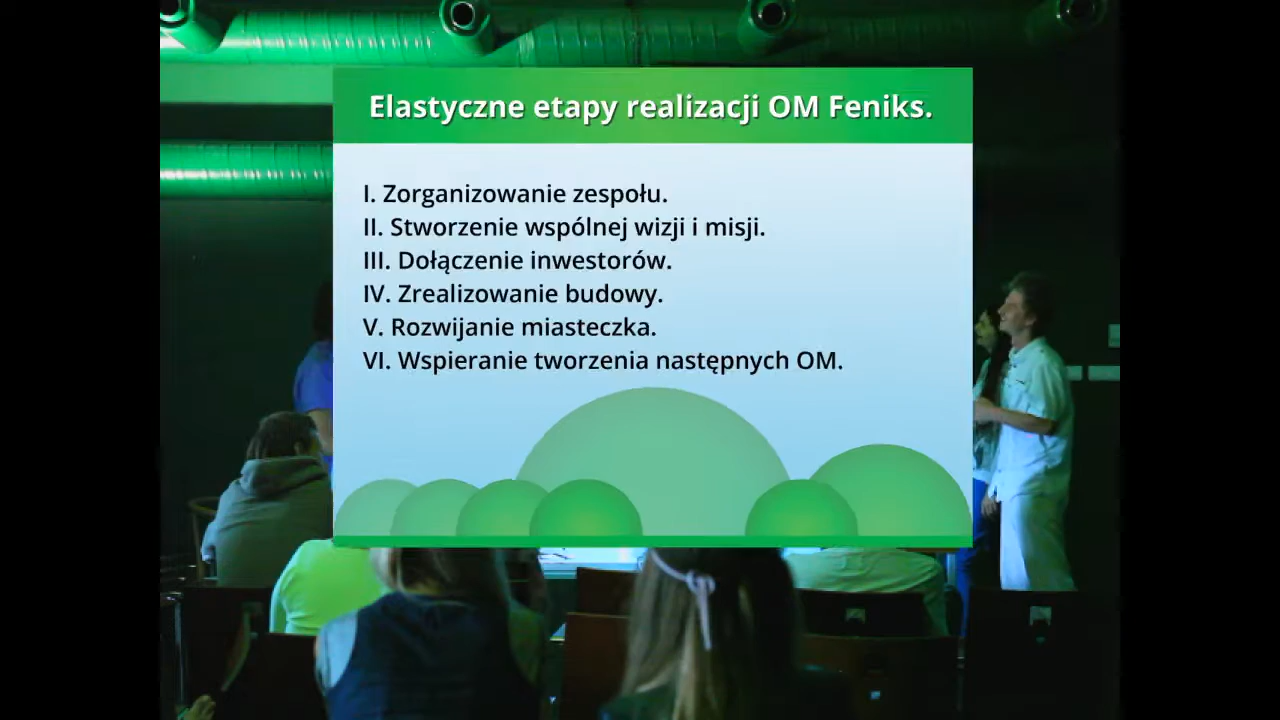 Elastyczne etapy realizacji OM Feniks.
I. Zorganizowanie zespołu.
II. Stworzenie wspólnej wizji i misji.
III. Dołączenie inwestorów.
IV. Zrealizowanie budowy.
V. Rozwijanie miasteczka.
VI. Wspieranie tworzenia następnych OM.